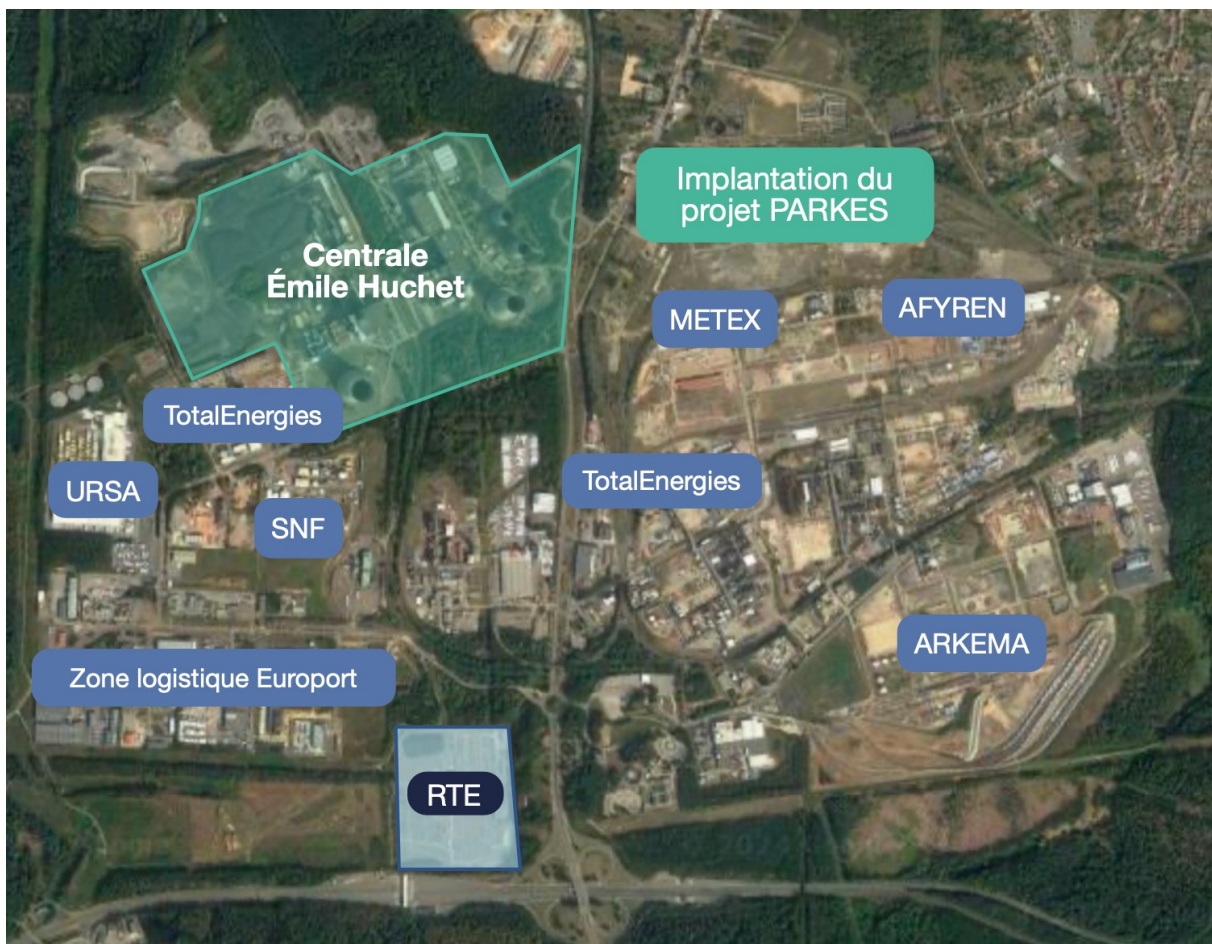 Implantation du
projet PARKES
Centrale
Émile Huchet
METEX
AFYREN
TotalEnergies
URSA
SNF
TotalEnergies
ARKEMA
Zone logistique Europort
RTE